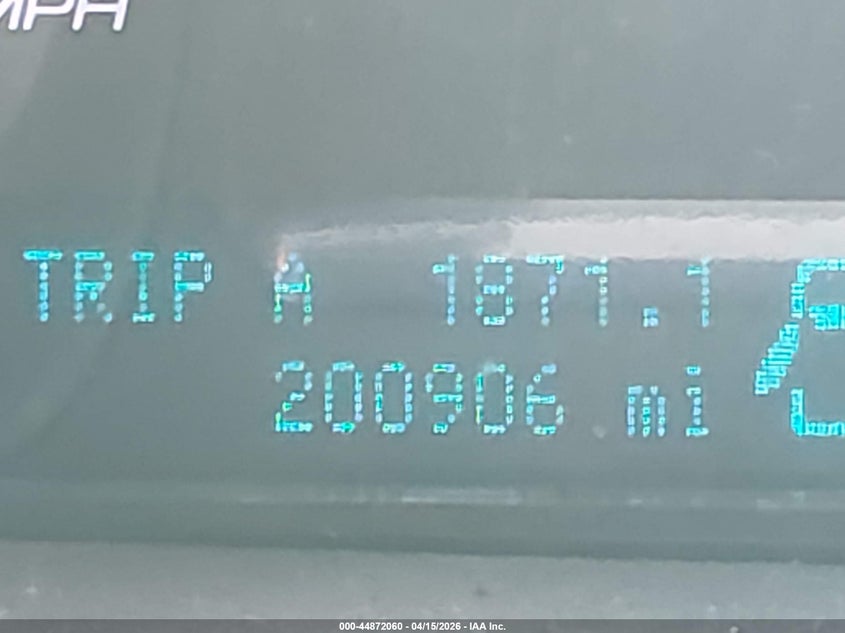 MPH
TRIP A 1871.1
200906 mi
000-44872060 - 04/15/2026 - IAA Inc.